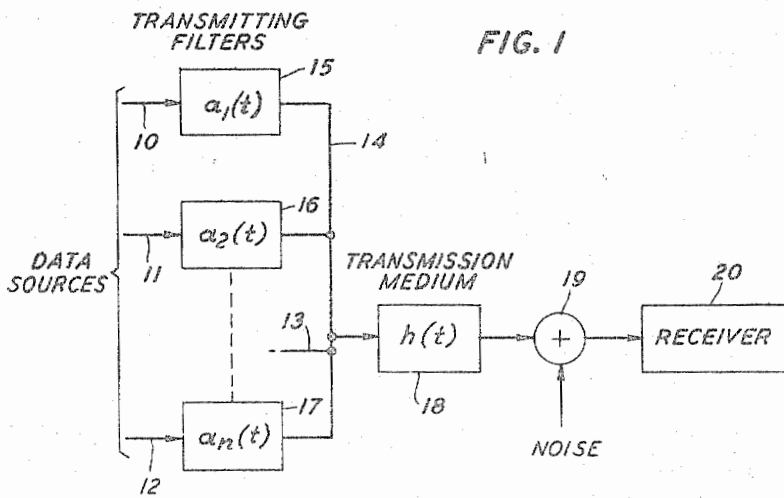 TRANSMITTING
FILTERS
FIG. 1
15
a₁(t)
10
14
16
a₂(t)
11
DATA
SOURCES
TRANSMISSION
MEDIUM
13
h(t)
18
19
+
NOISE
20
RECEIVER
17
aₙ(t)
12